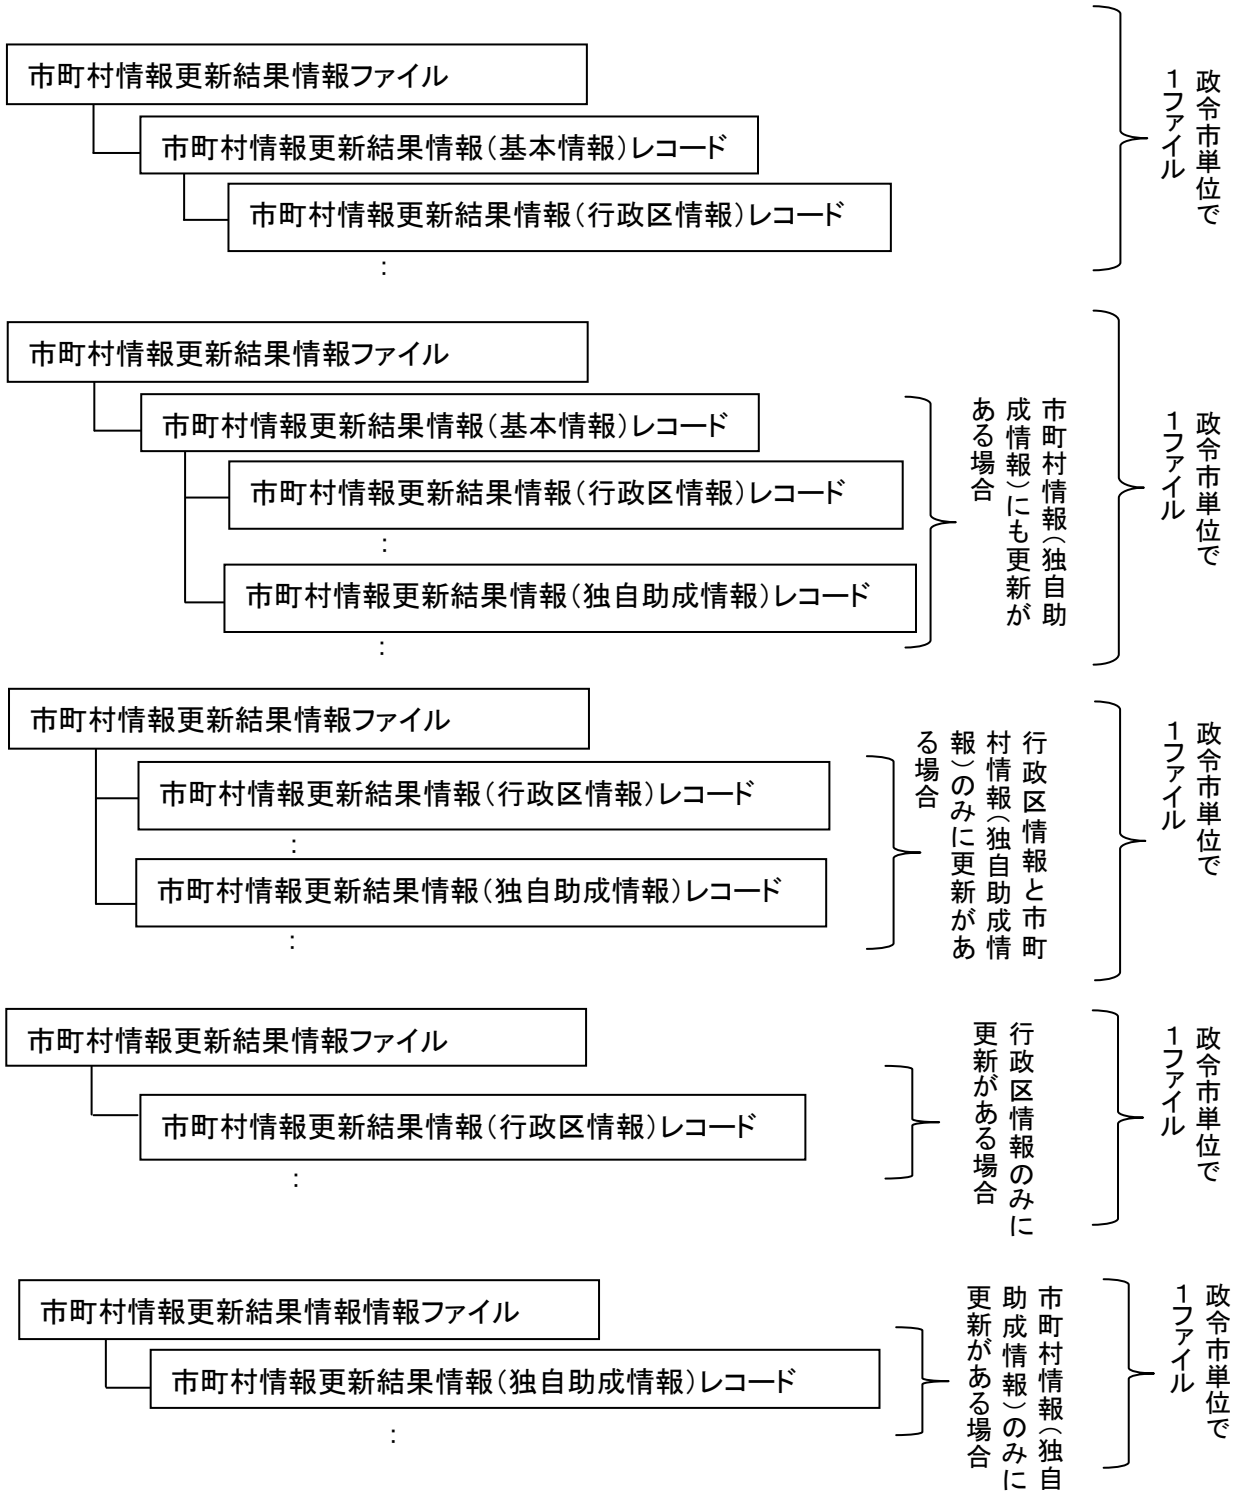 市町村情報更新結果情報ファイル
市町村情報更新結果情報(基本情報)レコード
市町村情報更新結果情報(行政区情報)レコード
:
政令市単位で
1ファイル
市町村情報更新結果情報ファイル
市町村情報更新結果情報(基本情報)レコード
市町村情報更新結果情報(行政区情報)レコード
:
市町村情報更新結果情報(独自助成情報)レコード
:
市町村情報(独自助
成情報)にも更新が
ある場合
政令市単位で
1ファイル
市町村情報更新結果情報ファイル
市町村情報更新結果情報(行政区情報)レコード
:
市町村情報更新結果情報(独自助成情報)レコード
:
行政区情報と市町
村情報(独自助成情
報)のみに更新があ
る場合
政令市単位で
1ファイル
市町村情報更新結果情報ファイル
市町村情報更新結果情報(行政区情報)レコード
:
行政区情報のみに
更新がある場合
政令市単位で
1ファイル
市町村情報更新結果情報情報ファイル
市町村情報更新結果情報(独自助成情報)レコード
:
市町村情報(独自
助成情報)のみに
更新がある場合
政令市単位で
1ファイル